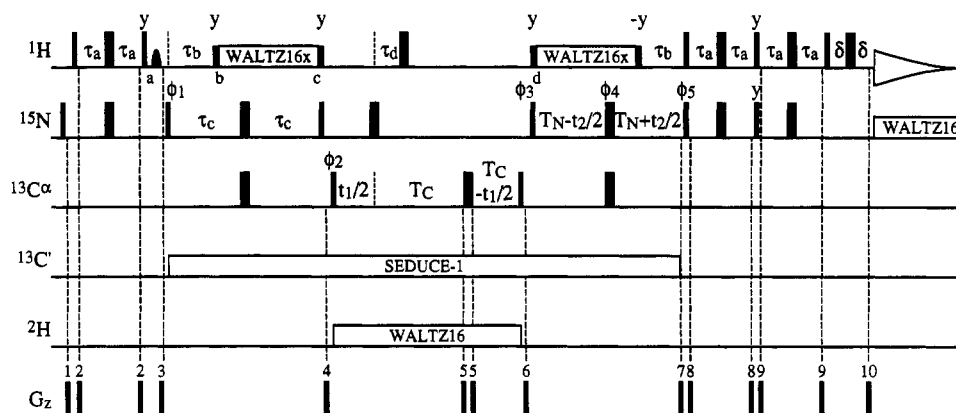 y y y y -y y
¹H τa τa τb WALTZ16x τd WALTZ16x τb τa τa τa τa δ δ
a b c d
ϕ1 ϕ3 ϕ4 ϕ5 y
¹⁵N τc τc TN-t2/2 TN+t2/2 WALTZ16
ϕ2
¹³Cα t1/2 TC TC -t1/2
¹³C' SEDUCE-1
²H WALTZ16
1 2 2 3 4 5 5 6 7 8 8 9 9 10
Gz